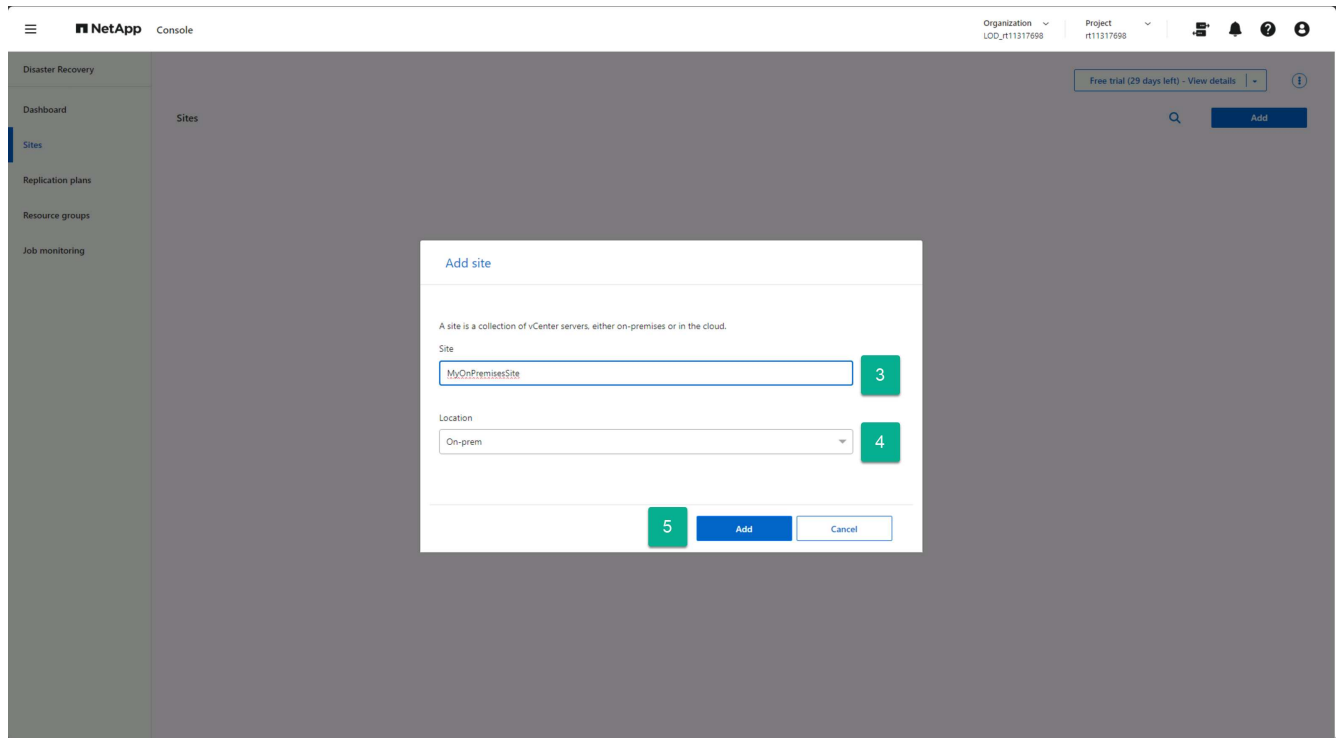 NetApp Console
Organization
LOD_rt11317698
Project
rt11317698
Disaster Recovery
Free trial (29 days left) - View details
Dashboard
Sites
Add
Sites
Replication plans
Resource groups
Job monitoring
Add site
A site is a collection of vCenter servers, either on-premises or in the cloud.
Site
MyOnPremisesSite
3
Location
On-prem
4
5
Add
Cancel